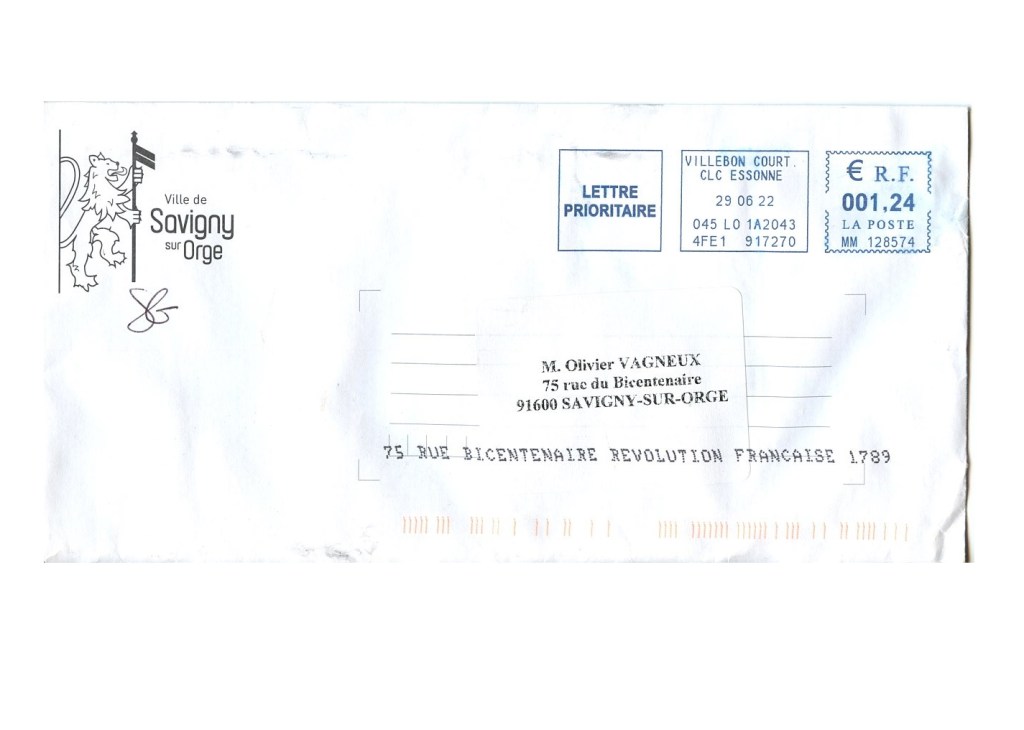 Ville de
Savigny
sur Orge
LETTRE
PRIORITAIRE
VILLEBON COURT.
CLC ESSONNE
29 06 22
045 L0 1A2043
4FE1 917270
€ R.F.
001,24
LA POSTE
MM 128574
M. Olivier VAGNEUX
75 rue du Bicentenaire
91600 SAVIGNY-SUR-ORGE
75 RUE BICENTENAIRE REVOLUTION FRANCAISE 1789